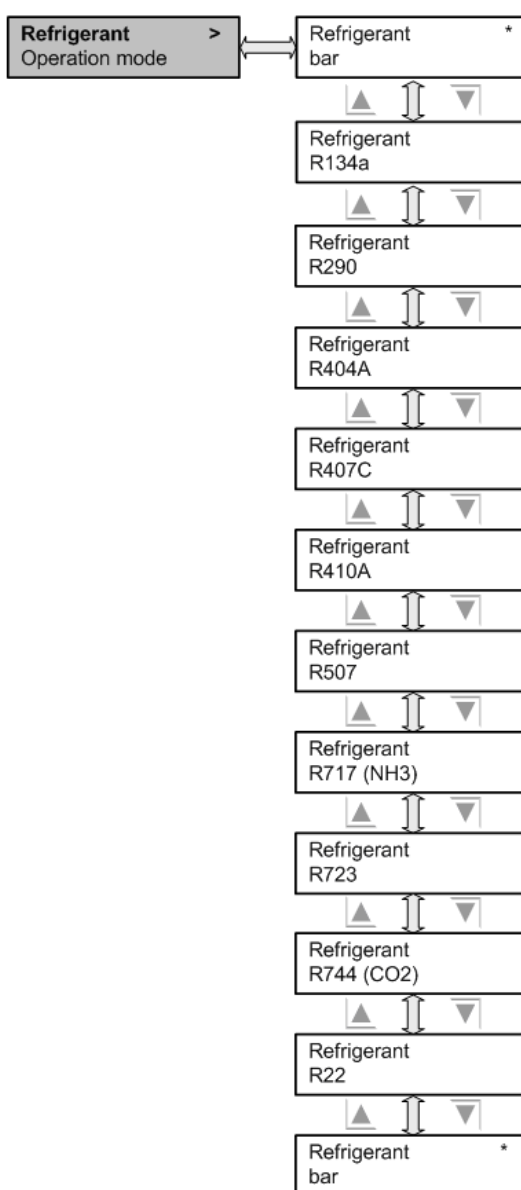 Refrigerant >
Operation mode
Refrigerant *
bar
Refrigerant
R134a
Refrigerant
R290
Refrigerant
R404A
Refrigerant
R407C
Refrigerant
R410A
Refrigerant
R507
Refrigerant
R717 (NH3)
Refrigerant
R723
Refrigerant
R744 (CO2)
Refrigerant
R22
Refrigerant *
bar